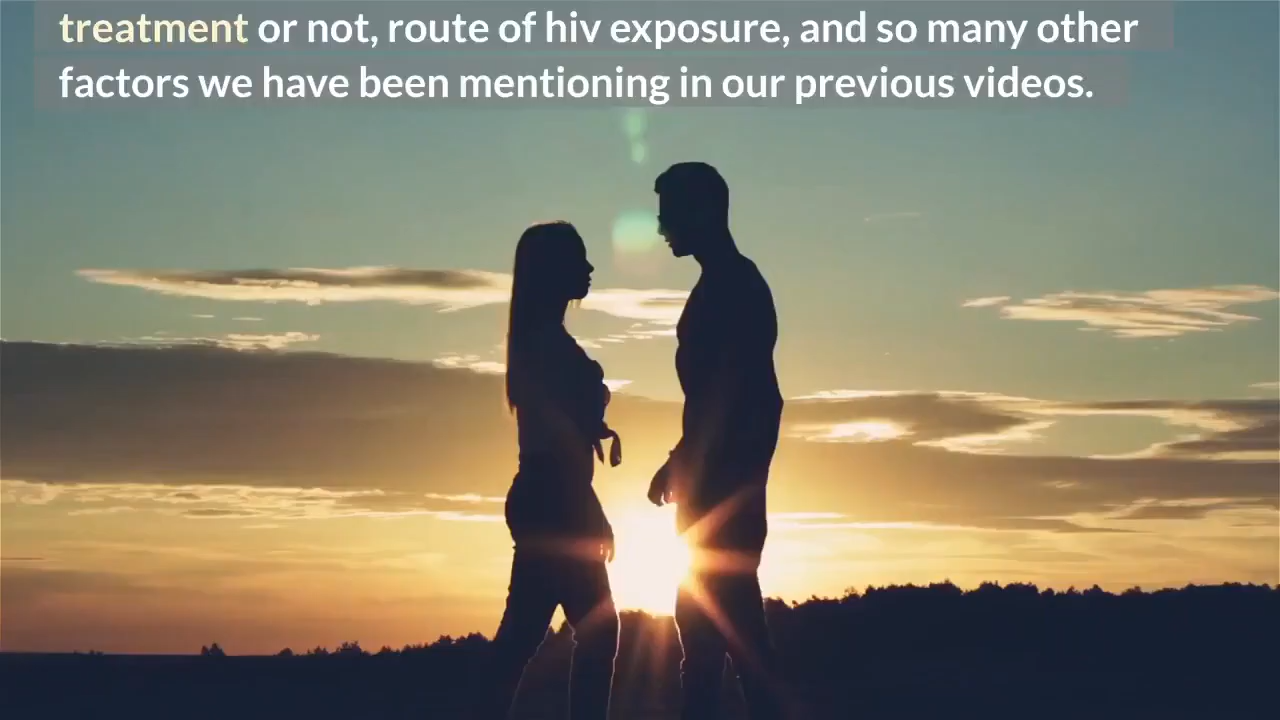 treatment or not, route of hiv exposure, and so many other
factors we have been mentioning in our previous videos.